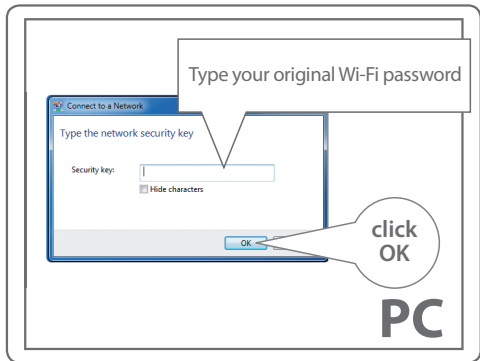 Type your original Wi-Fi password
Connect to a Network
Type the network security key
Security key:
Hide characters
OK
click
OK
PC